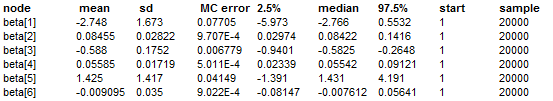 node mean sd MC error 2.5% median 97.5% start sample
beta[1] -2.748 1.673 0.07705 -5.973 -2.766 0.5532 1 20000
beta[2] 0.08455 0.02822 9.707E-4 0.02974 0.08422 0.1416 1 20000
beta[3] -0.588 0.1752 0.006779 -0.9401 -0.5825 -0.2648 1 20000
beta[4] 0.05585 0.01719 5.011E-4 0.02339 0.05542 0.09121 1 20000
beta[5] 1.425 1.417 0.04149 -1.391 1.431 4.191 1 20000
beta[6] -0.009095 0.035 9.022E-4 -0.08147 -0.007612 0.05641 1 20000